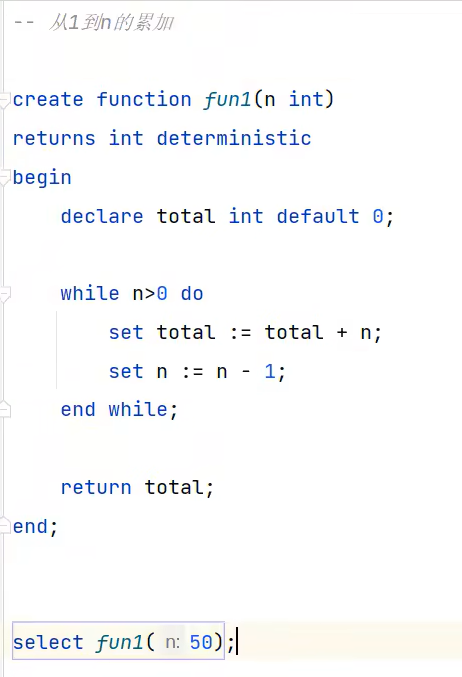 -- 从1到n的累加
create function fun1(n int)
returns int deterministic
begin
declare total int default 0;
while n>0 do
set total := total + n;
set n := n - 1;
end while;
return total;
end;
select fun1( n: 50);